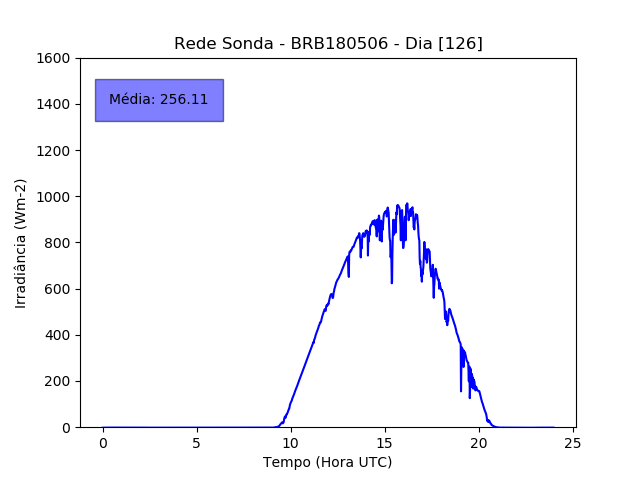 Rede Sonda - BRB180506 - Dia [126]
1600
1400
1200
1000
800
600
400
200
0
Média: 256.11
Irradiância (Wm-2)
0 5 10 15 20 25
Tempo (Hora UTC)